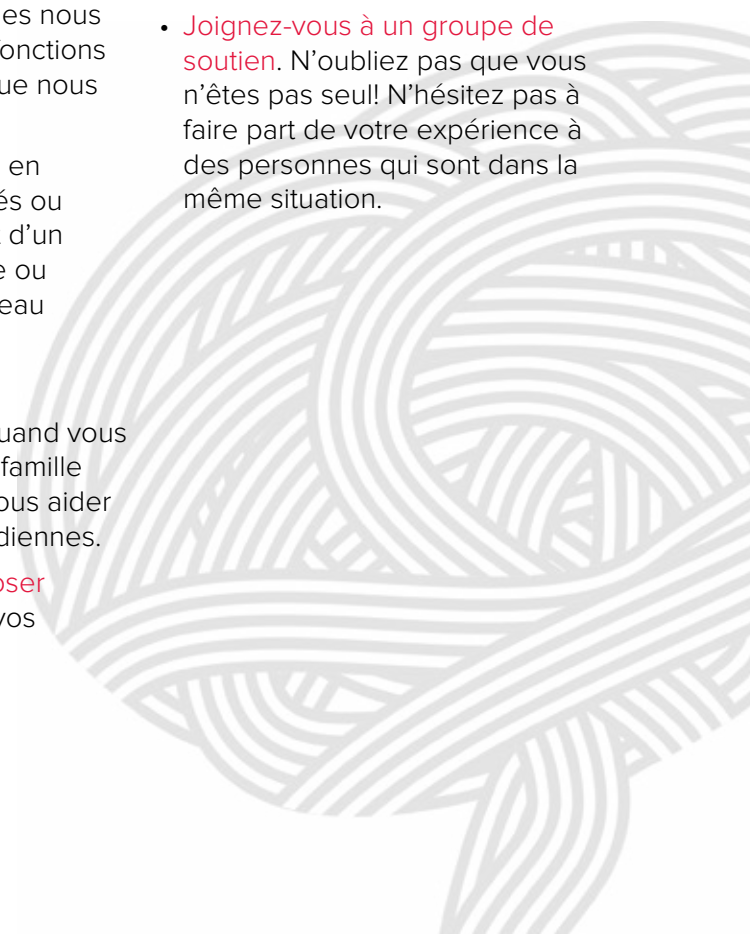 es nous
onctions
ue nous
en
és ou
d'un
e ou
eau
uand vous
famille
ous aider
diennes.
oser
vos
• Joignez-vous à un groupe de
soutien. N'oubliez pas que vous
n'êtes pas seul! N'hésitez pas à
faire part de votre expérience à
des personnes qui sont dans la
même situation.